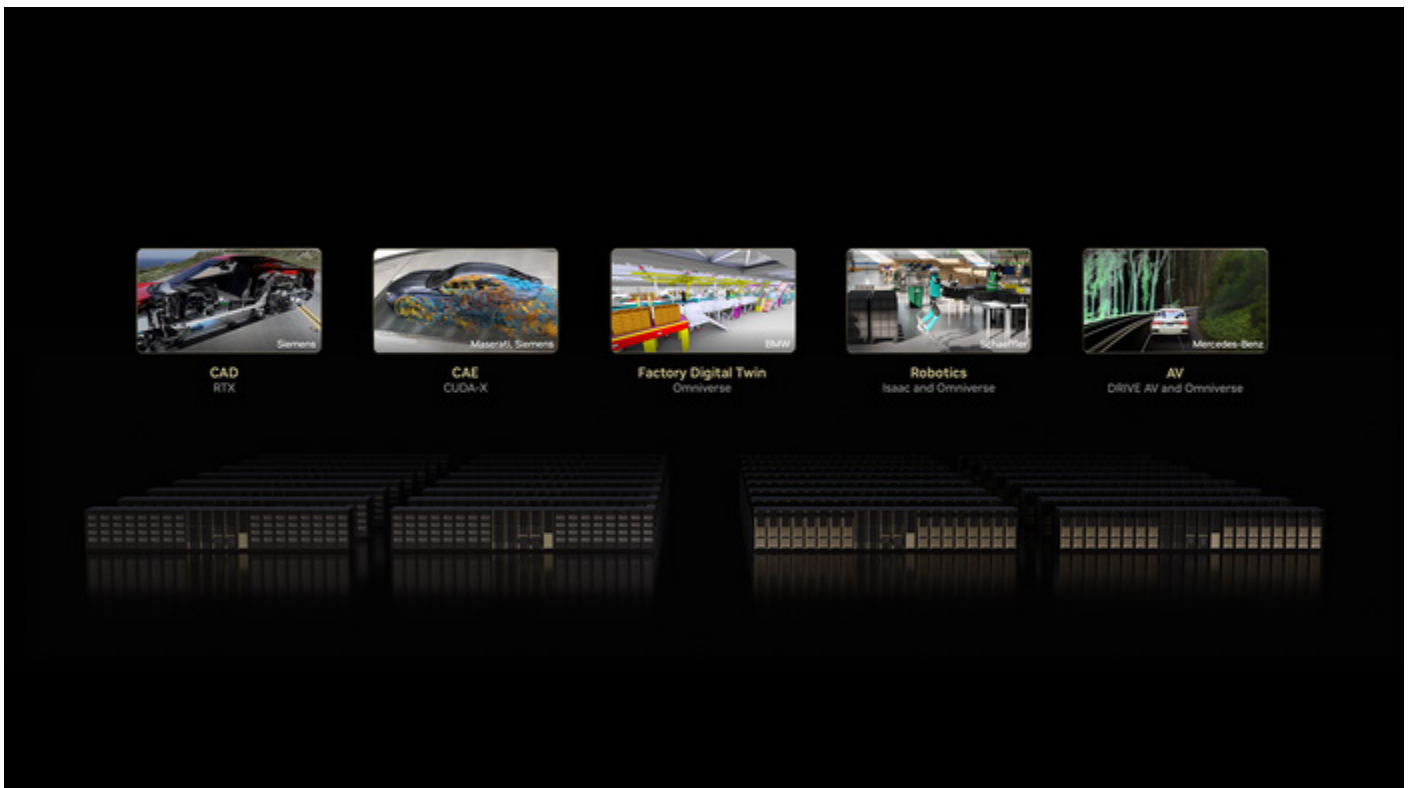 Siemens
Maserati, Siemens
BMW
Schaeffler
Mercedes-Benz
CAD
RTX
CAE
CUDA-X
Factory Digital Twin
Omniverse
Robotics
Isaac and Omniverse
AV
DRIVE AV and Omniverse